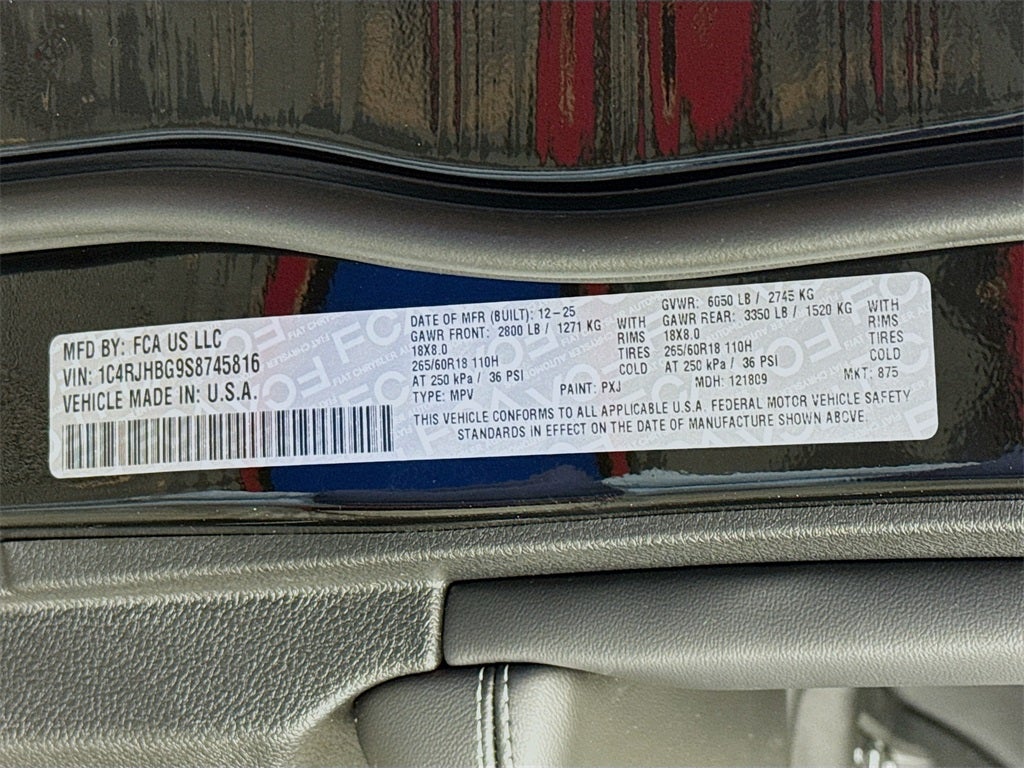 MFD BY: FCA US LLC
VIN: 1C4RJHBG9S8745816
VEHICLE MADE IN: U.S.A.
DATE OF MFR (BUILT): 12-25
GAWR FRONT: 2800 LB / 1271 KG WITH
18X8.0 RIMS
265/60R18 110H TIRES
AT 250 kPa / 36 PSI COLD
TYPE: MPV PAINT: PXJ
GVWR: 6050 LB / 2745 KG
GAWR REAR: 3350 LB / 1520 KG WITH
18X8.0 RIMS
265/60R18 110H TIRES
AT 250 kPa / 36 PSI COLD
MDH: 121809 MKT: 875
THIS VEHICLE CONFORMS TO ALL APPLICABLE U.S.A. FEDERAL MOTOR VEHICLE SAFETY
STANDARDS IN EFFECT ON THE DATE OF MANUFACTURE SHOWN ABOVE.